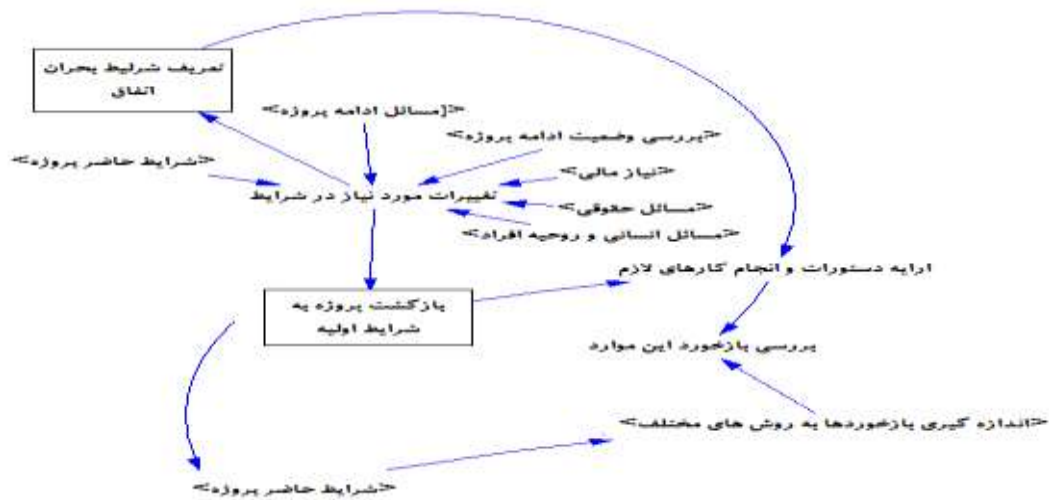 تعریف شرلیط بحران
اتفاق
<[مسائل ادامه پروژه>
<بررسی وضعیت ادامه پروژه>
<شرایط حاضر پروژه>
<نیاز مالی>
تغییرات مورد نیاز در شرایط
<مسائل حقوقی>
<مسائل انسانی و روحیه افراد>
ارایه دستورات و انجام کارهای لازم
بازگشت پروژه به
شرایط اولیه
بررسی بازخورد این موارد
<اندازه گیری بازخوردها به روش های مختلف>
<شرایط حاضر پروژه>